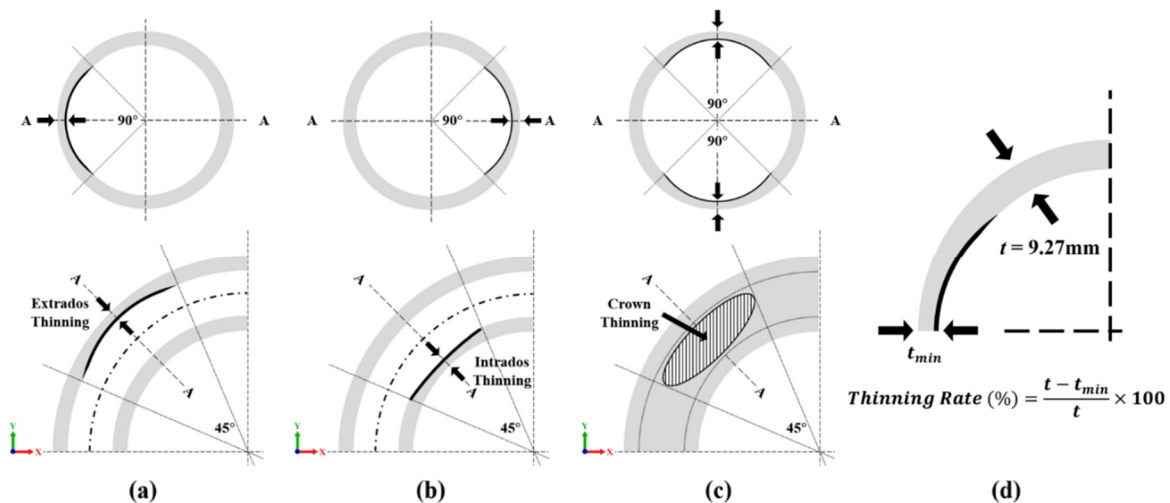 A
90°
A
A
90°
A
90°
90°
A
A
A
Extrados
Thinning
A
45°
Y
X
A
Intrados
Thinning
A
45°
Y
X
A
Crown
Thinning
A
45°
Y
X
t = 9.27mm
t_min
Thinning Rate (%) = (t − t_min)/t × 100
(a)
(b)
(c)
(d)